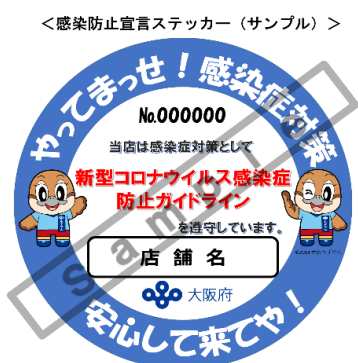 ＜感染防止宣言ステッカー（サンプル）＞
やってまっせ！感染症対策
No.000000
当店は感染症対策として
新型コロナウイルス感染症
防止ガイドライン
を遵守しています。
店舗名
大阪府
安心して来てや！
Sample